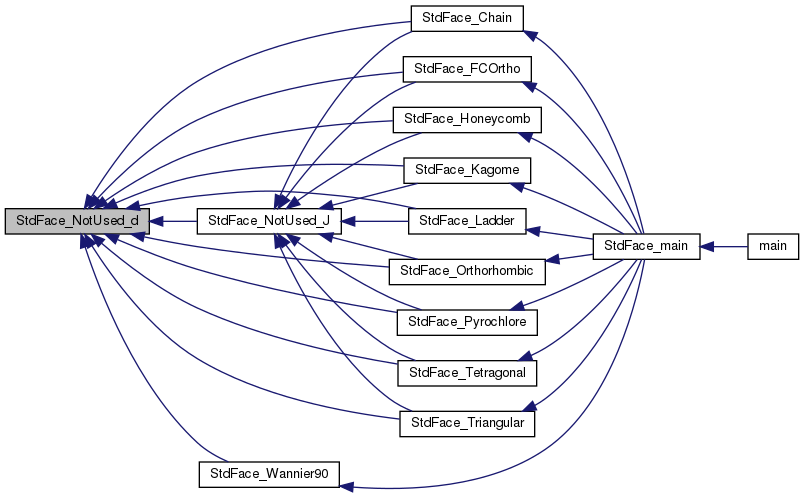 StdFace_Chain
StdFace_FCOrtho
StdFace_Honeycomb
StdFace_Kagome
StdFace_NotUsed_d
StdFace_NotUsed_J
StdFace_Ladder
StdFace_main
main
StdFace_Orthorhombic
StdFace_Pyrochlore
StdFace_Tetragonal
StdFace_Triangular
StdFace_Wannier90